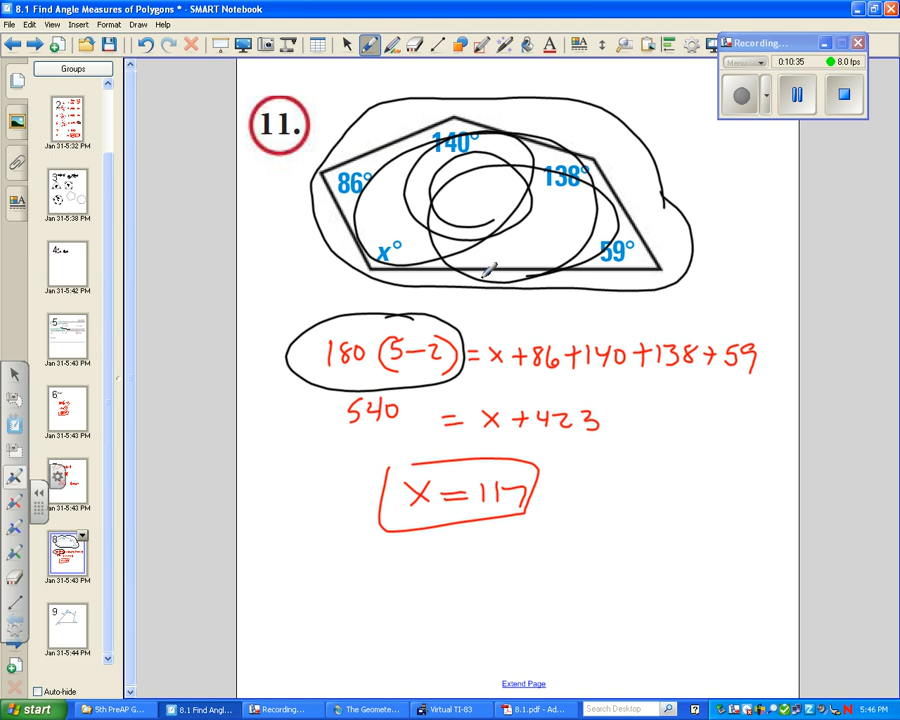 8.1 Find Angle Measures of Polygons * - SMART Notebook
File Edit View Insert Format Draw Help
Recording...
Menu
0:10:35
8.0 fps
Groups
Jan 31-5:32 PM
Jan 31-5:38 PM
Jan 31-5:42 PM
Jan 31-5:43 PM
Jan 31-5:43 PM
Jan 31-5:43 PM
Jan 31-5:43 PM
Jan 31-5:44 PM
Auto-hide
11.
140°
86°
138°
x°
59°
180 (5-2) = x+86+140+138+59
540 = x+423
x=117
Extend Page
start
5th PreAP G...
8.1 Find Angl...
Recording...
The Geomete...
Virtual TI-83
8.1.pdf - Ad...
Search Desktop
5:46 PM